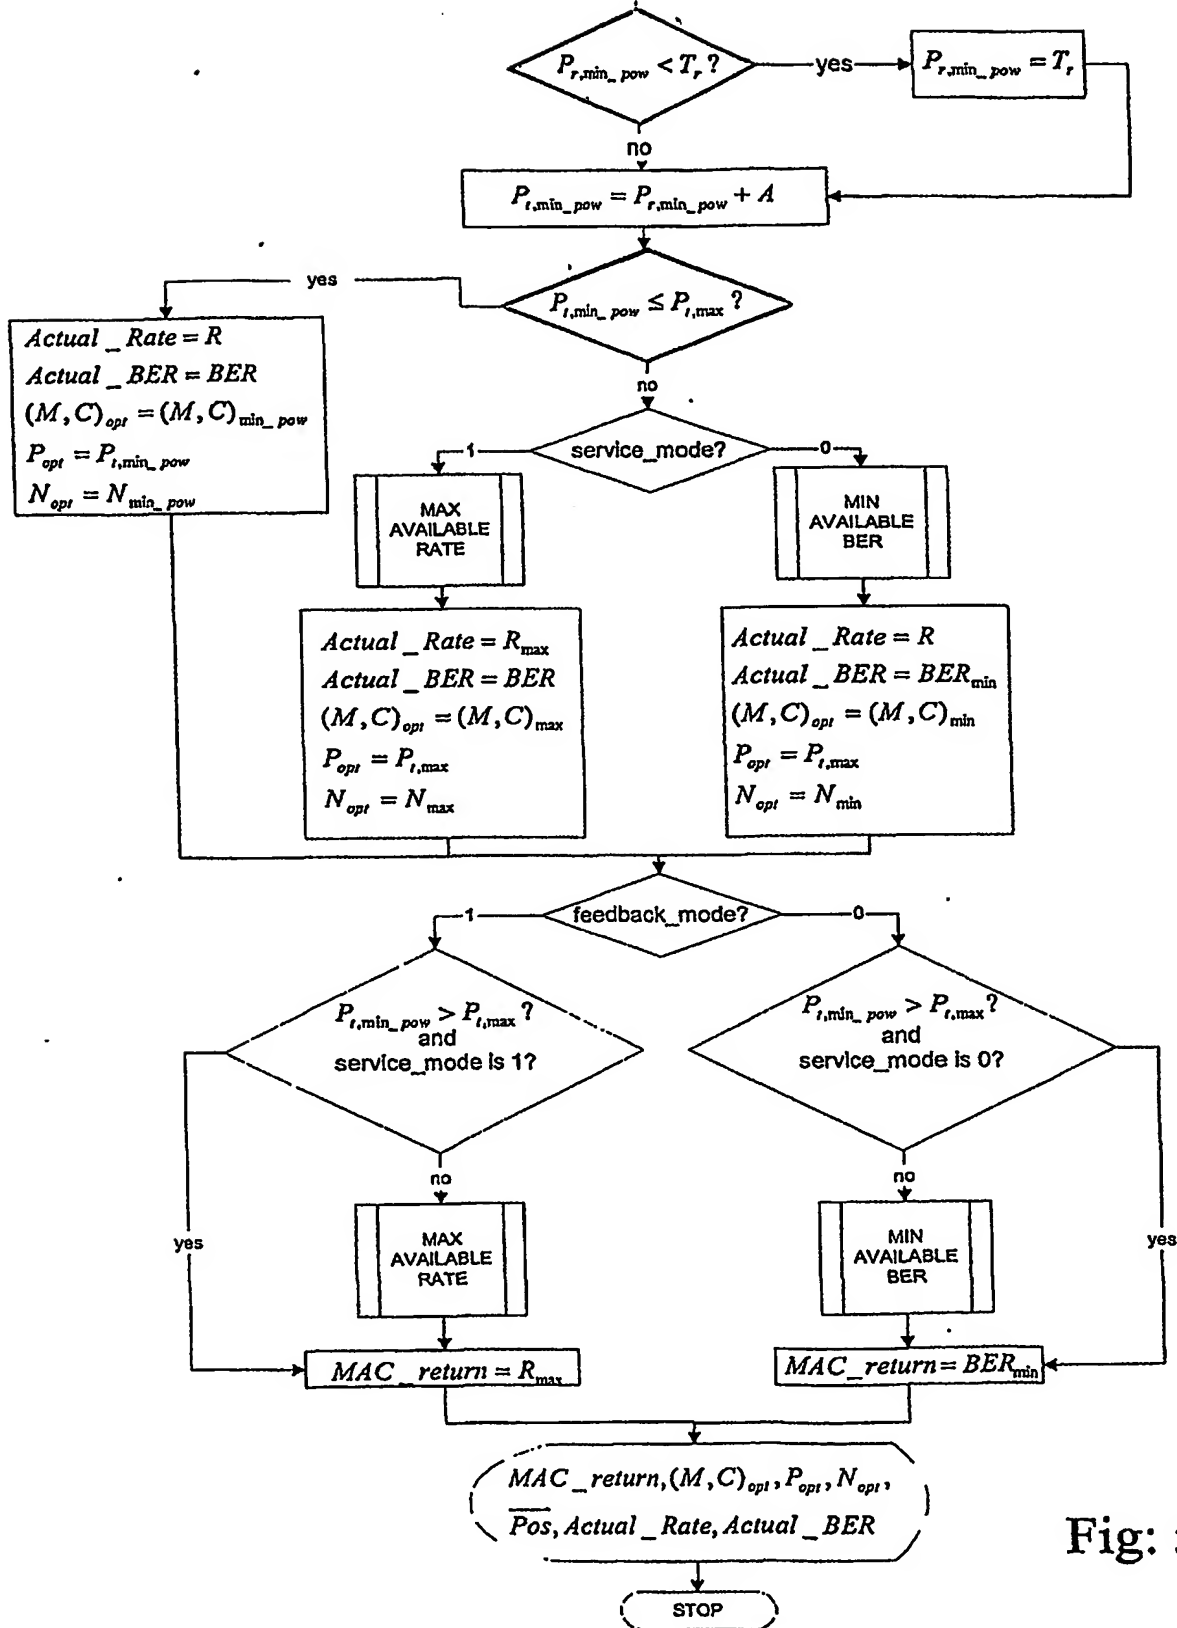 P_{r,min_pow} < T_r ?
yes
P_{r,min_pow} = T_r
no
P_{t,min_pow} = P_{r,min_pow} + A
yes
P_{t,min_pow} ≤ P_{t,max} ?
no
Actual_Rate = R
Actual_BER = BER
(M,C)_{opt} = (M,C)_{min_pow}
P_{opt} = P_{t,min_pow}
N_{opt} = N_{min_pow}
1
service_mode?
0
MAX
AVAILABLE
RATE
MIN
AVAILABLE
BER
Actual_Rate = R_{max}
Actual_BER = BER
(M,C)_{opt} = (M,C)_{max}
P_{opt} = P_{t,max}
N_{opt} = N_{max}
Actual_Rate = R
Actual_BER = BER_{min}
(M,C)_{opt} = (M,C)_{min}
P_{opt} = P_{t,max}
N_{opt} = N_{min}
1
feedback_mode?
0
P_{t,min_pow} > P_{t,max} ?
and
service_mode is 1?
P_{t,min_pow} > P_{t,max} ?
and
service_mode is 0?
no
no
yes
MAX
AVAILABLE
RATE
MIN
AVAILABLE
BER
yes
MAC_return = R_{max}
MAC_return = BER_{min}
MAC_return, (M,C)_{opt}, P_{opt}, N_{opt},
\overline{Pos}, Actual_Rate, Actual_BER
Fig:
STOP